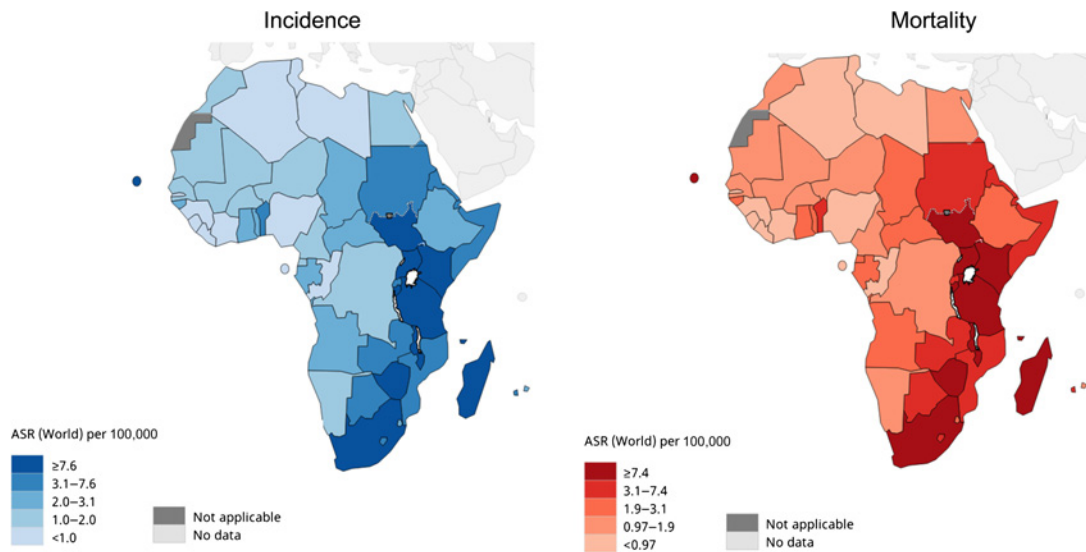 Incidence
Mortality
ASR (World) per 100,000
≥7.6
3.1–7.6
2.0–3.1
1.0–2.0
<1.0
Not applicable
No data
ASR (World) per 100,000
≥7.4
3.1–7.4
1.9–3.1
0.97–1.9
<0.97
Not applicable
No data